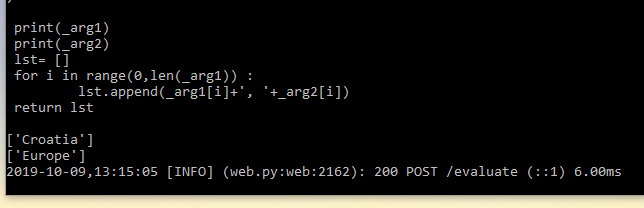 print(_arg1)
print(_arg2)
lst= []
for i in range(0,len(_arg1)) :
lst.append(_arg1[i]+', '+_arg2[i])
return lst
['Croatia']
['Europe']
2019-10-09,13:15:05 [INFO] (web.py:web:2162): 200 POST /evaluate (::1) 6.00ms